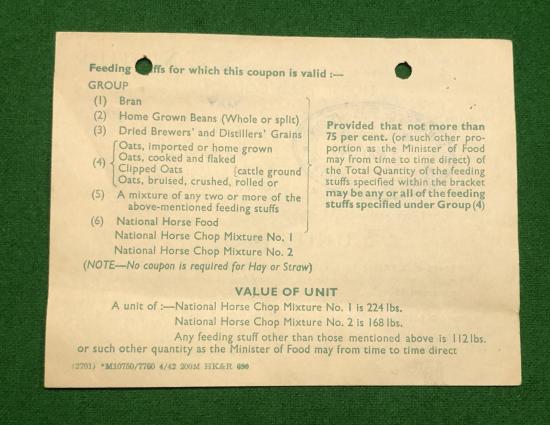 Feeding Stuffs for which this coupon is valid :—
GROUP
(1) Bran
(2) Home Grown Beans (Whole or split)
(3) Dried Brewers' and Distillers' Grains
(4) Oats, imported or home grown
Oats, cooked and flaked
Clipped Oats
Oats, bruised, crushed, rolled or (cattle ground
(5) A mixture of any two or more of the
above-mentioned feeding stuffs
(6) National Horse Food
National Horse Chop Mixture No. 1
National Horse Chop Mixture No. 2
(NOTE—No coupon is required for Hay or Straw)
Provided that not more than
75 per cent. (or such other pro-
portion as the Minister of Food
may from time to time direct) of
the Total Quantity of the feeding
stuffs specified within the bracket
may be any or all of the feeding
stuffs specified under Group (4)
VALUE OF UNIT
A unit of :—National Horse Chop Mixture No. 1 is 224 lbs.
National Horse Chop Mixture No. 2 is 168 lbs.
Any feeding stuff other than those mentioned above is 112 lbs.
or such other quantity as the Minister of Food may from time to time direct
(2701) *M10750/7760 4/42 200M HK&R 690